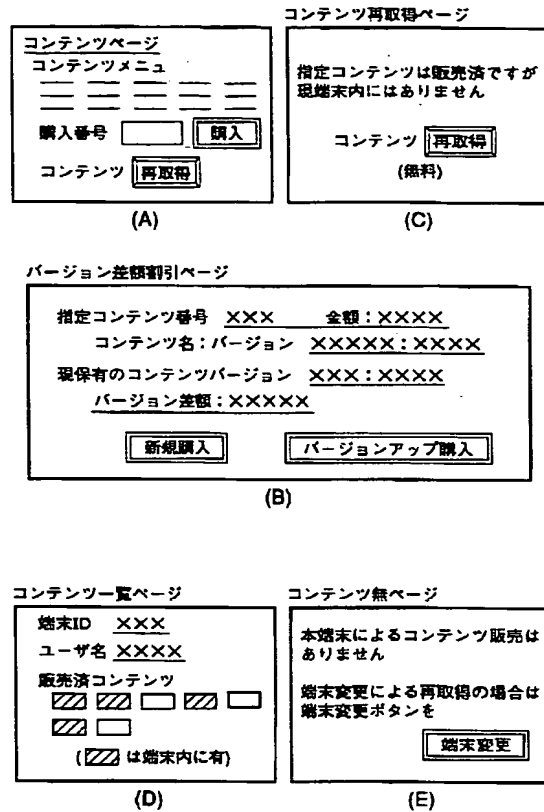 コンテンツページ
コンテンツメニュ
購入番号 購入
コンテンツ 再取得
(A)
コンテンツ再取得ページ
指定コンテンツは販売済ですが
現端末内にはありません
コンテンツ 再取得
(無料)
(C)
バージョン差額割引ページ
指定コンテンツ番号 ××× 金額:××××
コンテンツ名:バージョン ×××××:××××
現保有のコンテンツバージョン ×××:××××
バージョン差額:×××××
新規購入 バージョンアップ購入
(B)
コンテンツ一覧ページ
端末ID ×××
ユーザ名 ××××
販売済コンテンツ
( は端末内に有)
(D)
コンテンツ無ページ
本端末によるコンテンツ販売は
ありません
端末変更による再取得の場合は
端末変更ボタンを
端末変更
(E)